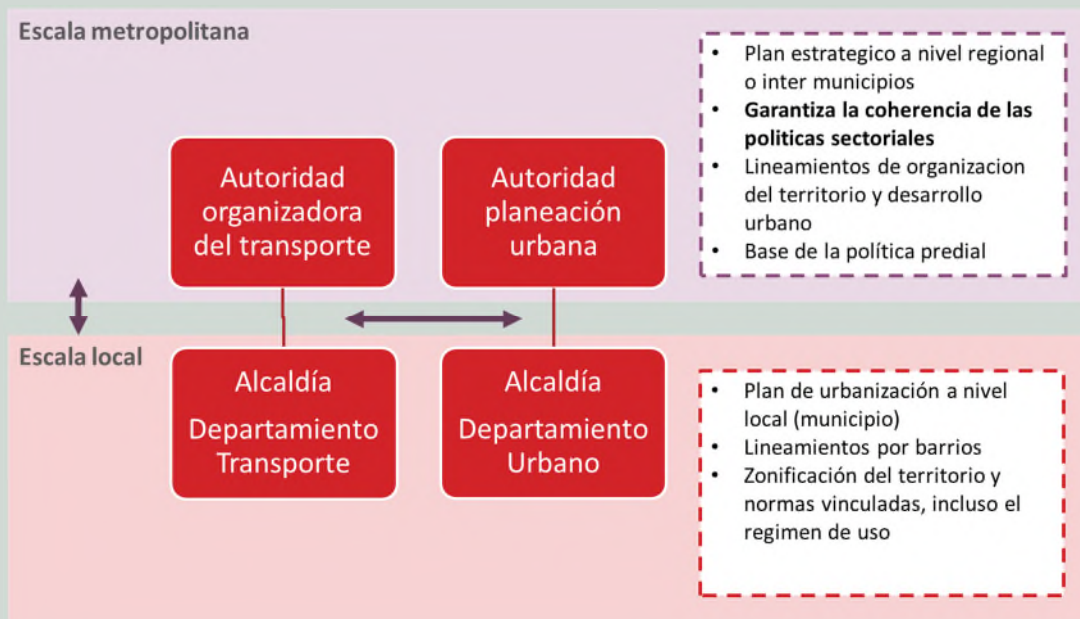 Escala metropolitana
Autoridad
organizadora
del transporte
Autoridad
planeación
urbana
• Plan estrategico a nivel regional
o inter municipios
• Garantiza la coherencia de las
politicas sectoriales
• Lineamientos de organizacion
del territorio y desarrollo
urbano
• Base de la política predial
Escala local
Alcaldía
Departamiento
Transporte
Alcaldía
Departamiento
Urbano
• Plan de urbanización a nivel
local (municipio)
• Lineamientos por barrios
• Zonificación del territorio y
normas vinculadas, incluso el
regimen de uso